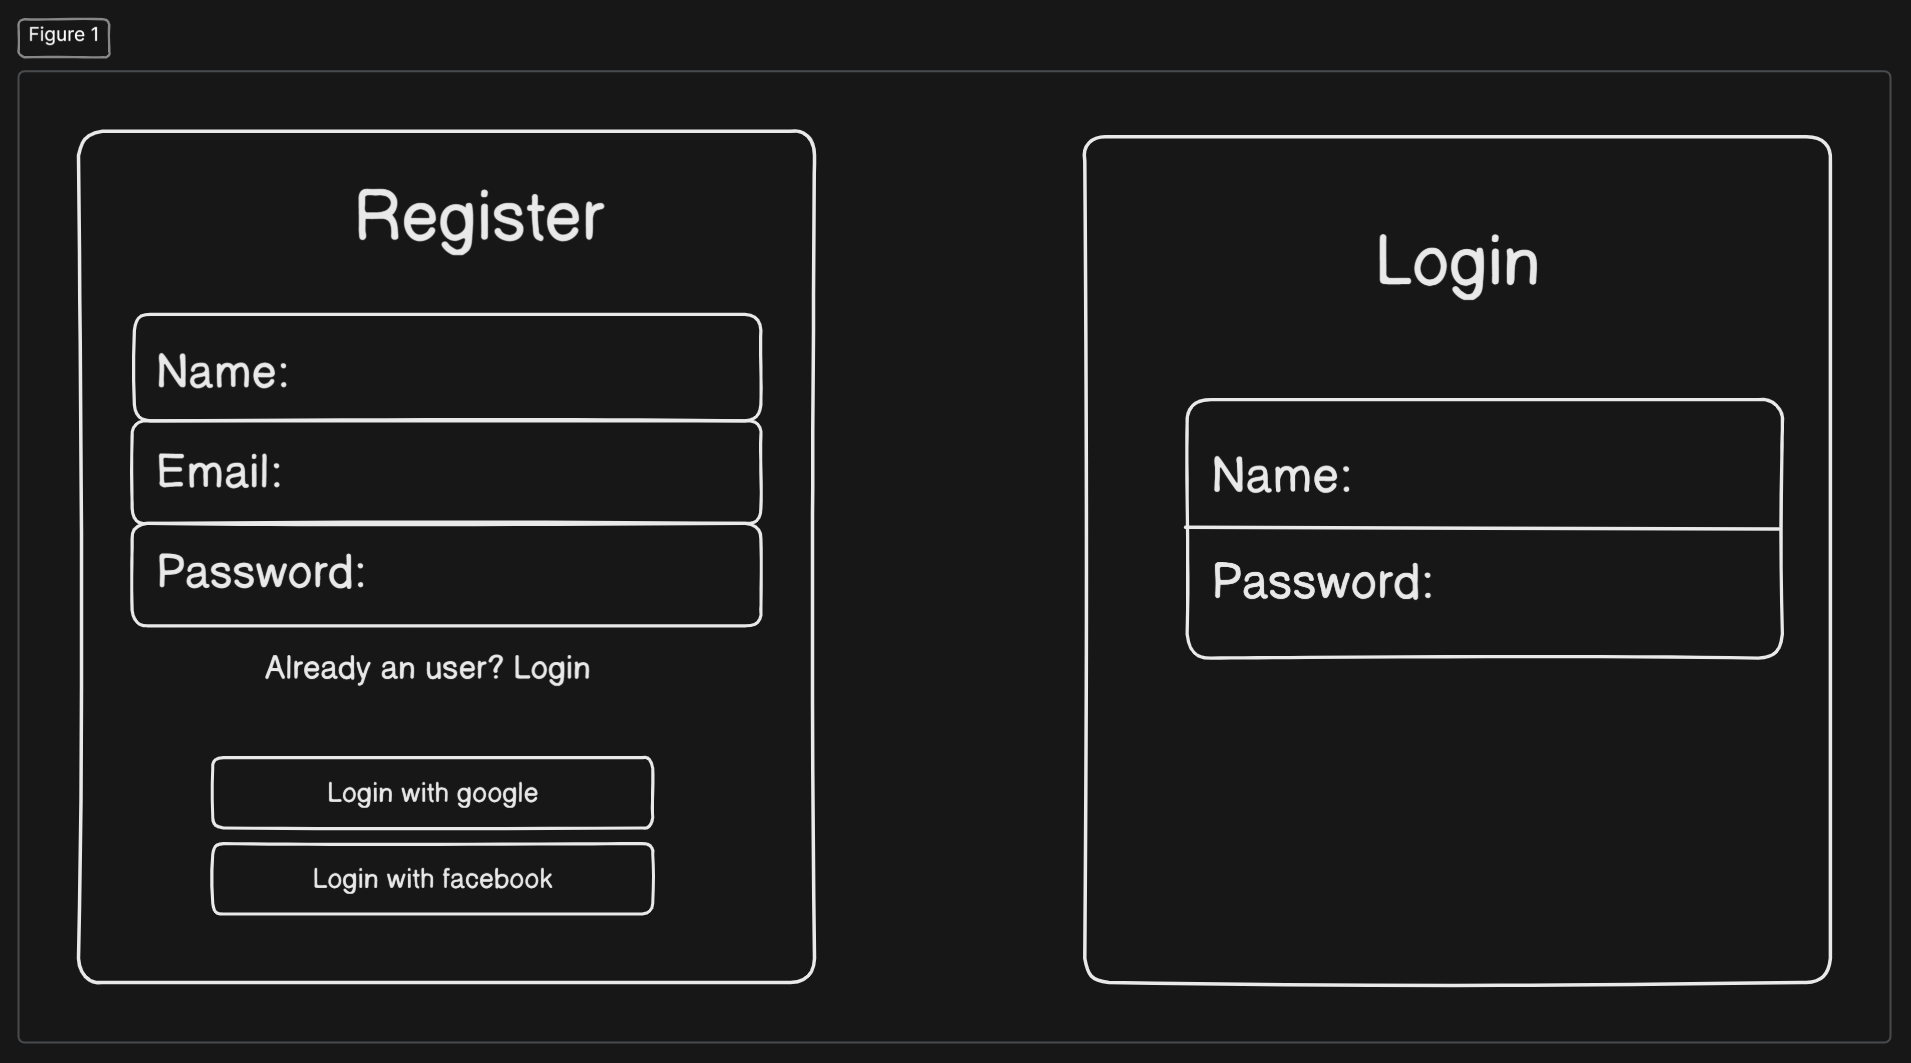 Figure 1
Register
Name:
Email:
Password:
Already an user? Login
Login with google
Login with facebook
Login
Name:
Password: